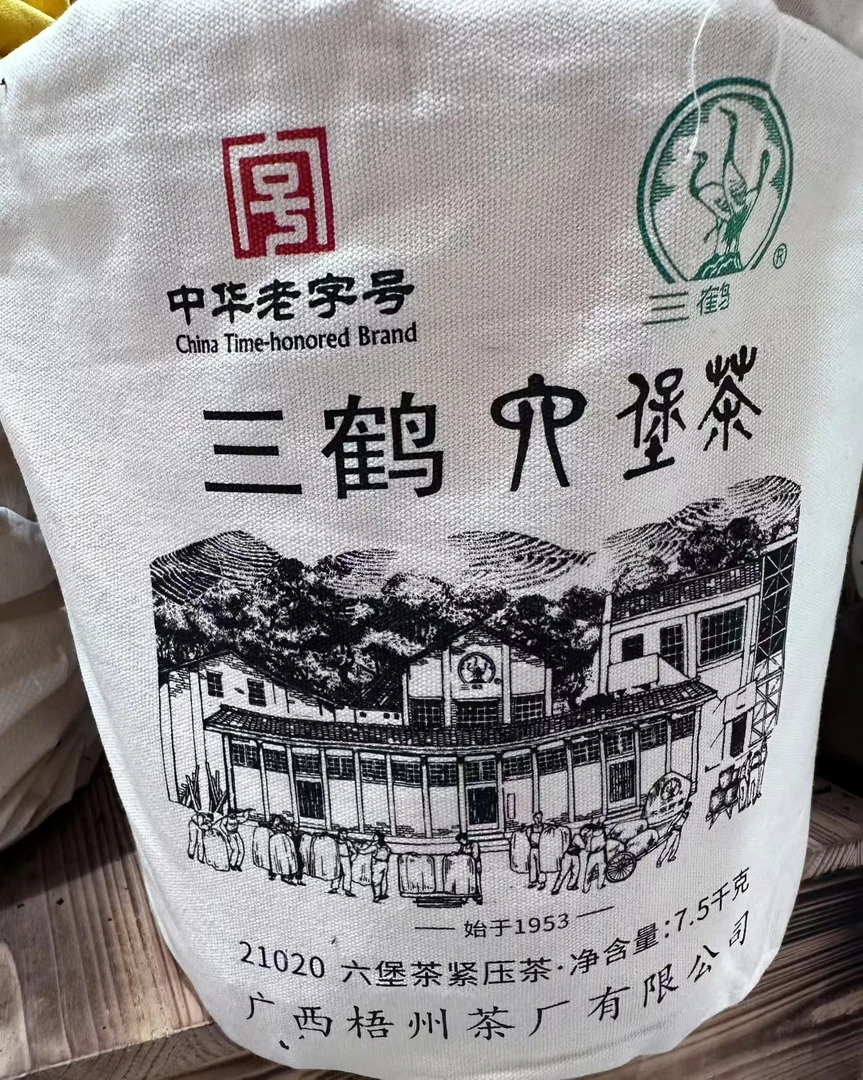 中华老字号
China Time-honored Brand
三鹤
®
三鹤 六堡茶
始于1953
21020 六堡茶紧压茶·净含量:7.5千克
广西梧州茶厂有限公司